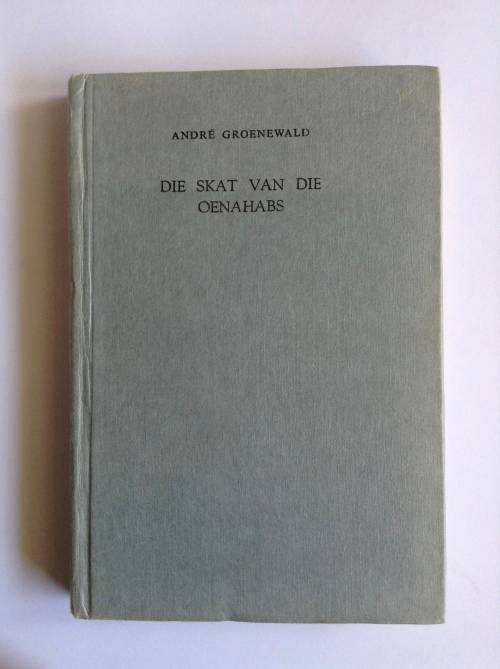 ANDRÉ GROENEWALD
DIE SKAT VAN DIE
OENAHABS